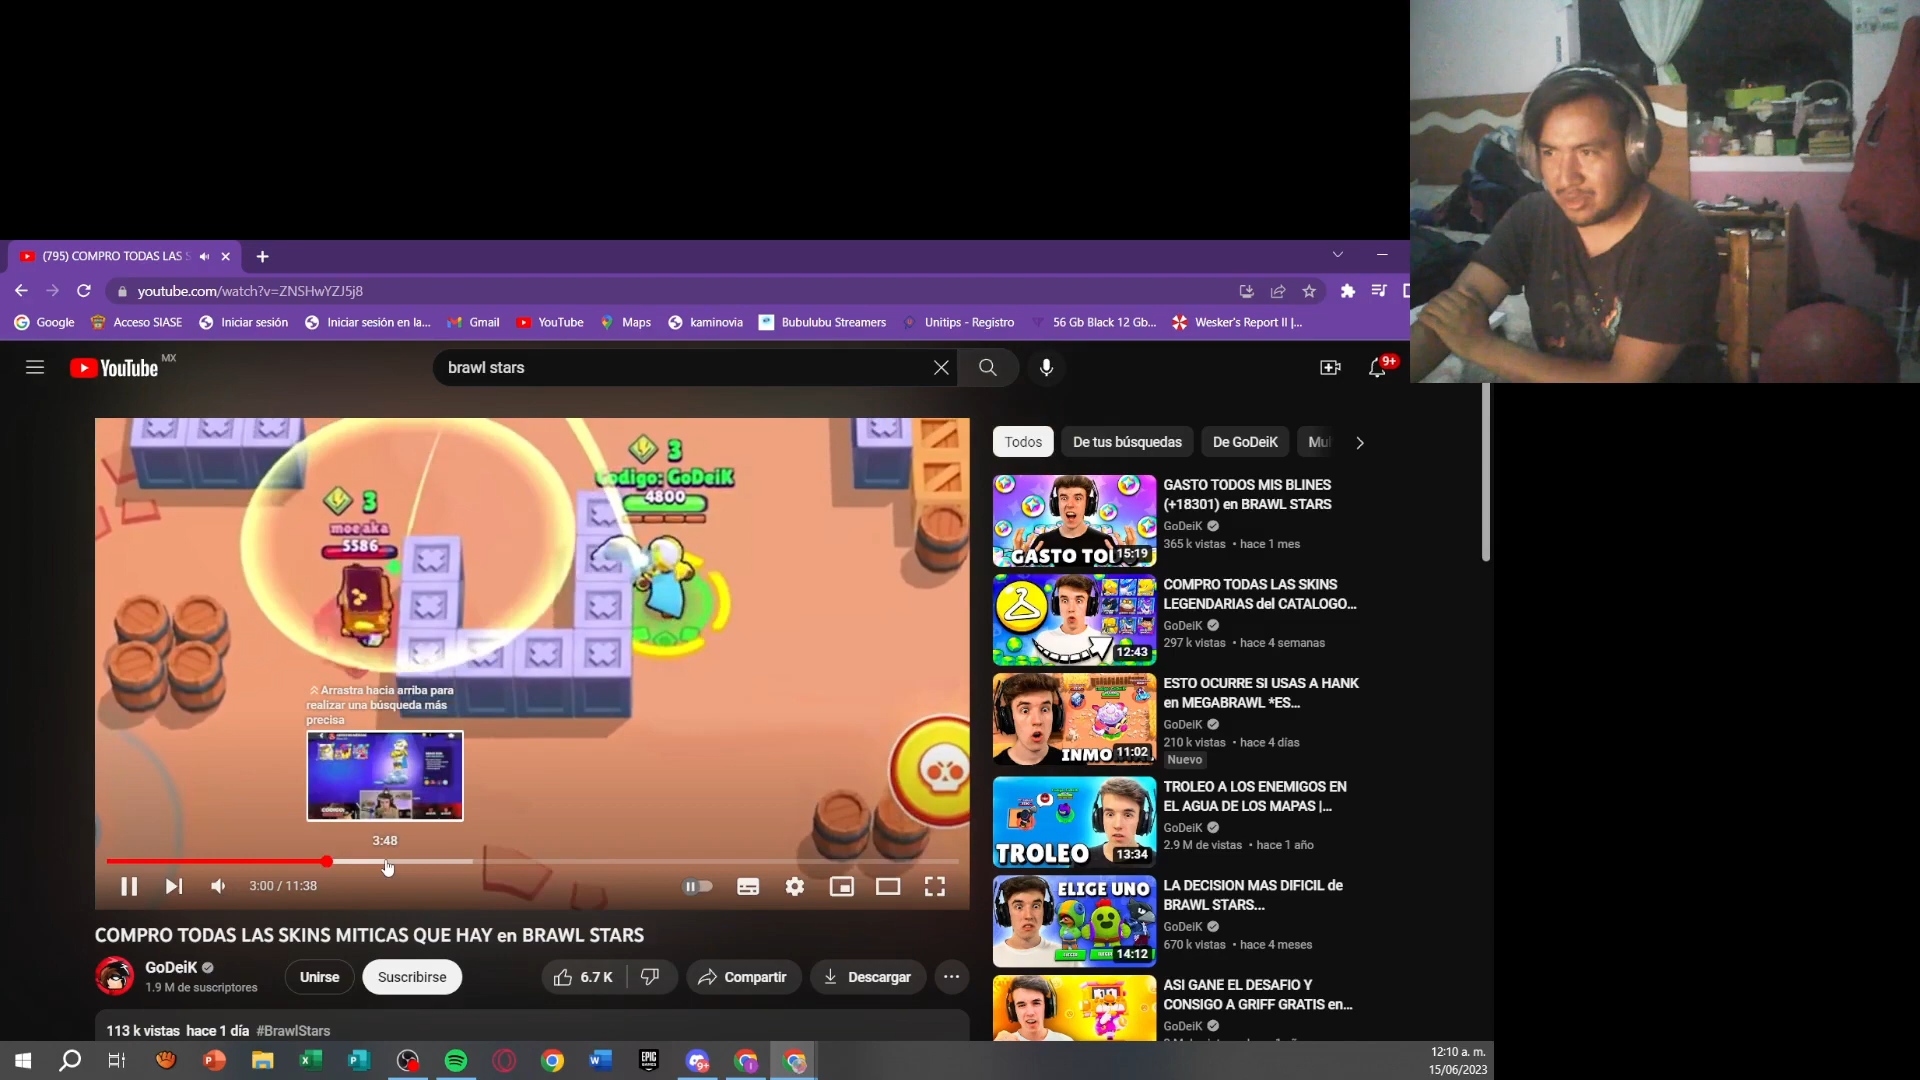 (795) COMPRO TODAS LAS S
youtube.com/watch?v=ZNSHwYZJ5j8
Google
Acceso SIASE
Iniciar sesión
Iniciar sesión en la...
Gmail
YouTube
Maps
kaminovia
Bubulubu Streamers
Unitips - Registro
56 Gb Black 12 Gb...
Wesker's Report II |...
YouTube MX
brawl stars
9+
3
moe aka
5586
3
Codigo: GoDeiK
4800
Arrastra hacia arriba para
realizar una búsqueda más
precisa
3:48
3:00 / 11:38
COMPRO TODAS LAS SKINS MITICAS QUE HAY en BRAWL STARS
GoDeiK
1.9 M de suscriptores
Unirse
Suscribirse
6.7 K
Compartir
Descargar
113 k vistas hace 1 día #BrawlStars
Todos
De tus búsquedas
De GoDeiK
GASTO TO
15:19
GASTO TODOS MIS BLINES
(+18301) en BRAWL STARS
GoDeiK
365 k vistas • hace 1 mes
12:43
COMPRO TODAS LAS SKINS
LEGENDARIAS del CATALOGO...
GoDeiK
297 k vistas • hace 4 semanas
INMO
11:02
ESTO OCURRE SI USAS A HANK
en MEGABRAWL *ES...
GoDeiK
210 k vistas • hace 4 días
Nuevo
TROLEO
13:34
TROLEO A LOS ENEMIGOS EN
EL AGUA DE LOS MAPAS |...
GoDeiK
2.9 M de vistas • hace 1 año
ELIGE UNO
14:12
LA DECISION MAS DIFICIL de
BRAWL STARS...
GoDeiK
670 k vistas • hace 4 meses
ASI GANE EL DESAFIO Y
CONSIGO A GRIFF GRATIS en...
GoDeiK
EPIC
9+
12:10 a. m.
15/06/2023